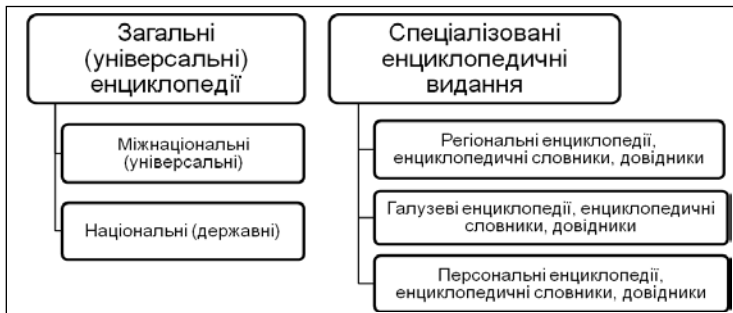 Загальні
(універсальні)
енциклопедії
Міжнаціональні
(універсальні)
Національні (державні)
Спеціалізовані
енциклопедичні
видання
Регіональні енциклопедії,
енциклопедичні словники, довідники
Галузеві енциклопедії, енциклопедичні
словники, довідники
Персональні енциклопедії,
енциклопедичні словники, довідники